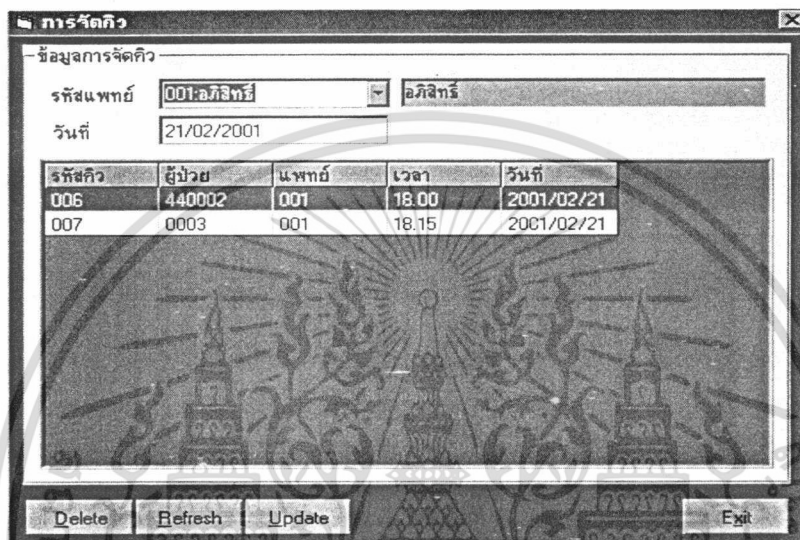 การจัดคิว
ข้อมูลการจัดคิว
รหัสแพทย์ 001:อภิสิทธิ์ อภิสิทธิ์
วันที่ 21/02/2001
รหัสคิว ผู้ป่วย แพทย์ เวลา วันที่
006 440002 001 18.00 2001/02/21
007 0003 001 18.15 2001/02/21
Delete Refresh Update Exit